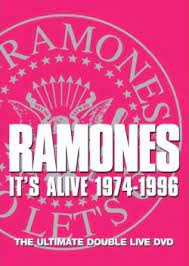 RAMONES
RAMONES
IT'S ALIVE 1974-1996
O LET'S
THE ULTIMATE DOUBLE LIVE DVD